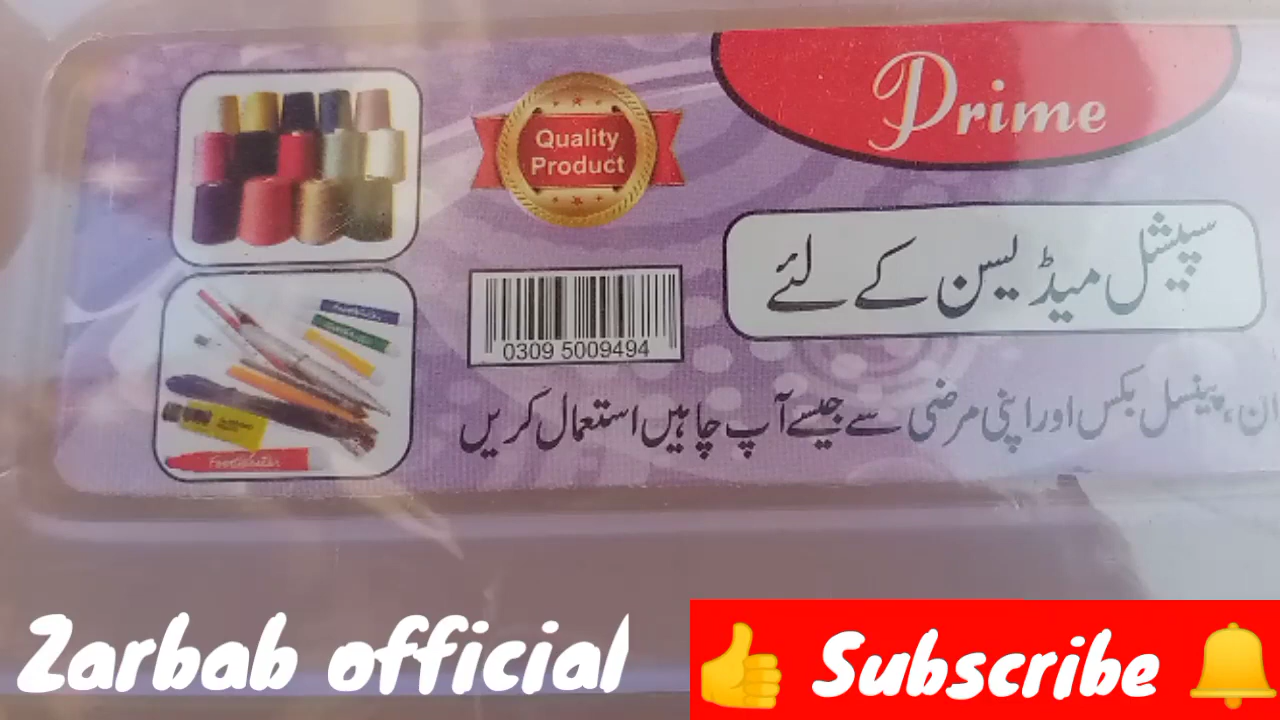 Prime
Quality
Product
سپیشل میڈیسن کے لئے
0309 5009494
ان، پینسل بکس اور اپنی مرضی سے جیسے آپ چاہیں استعمال کریں
Zarbab official
👍 Subscribe 🔔